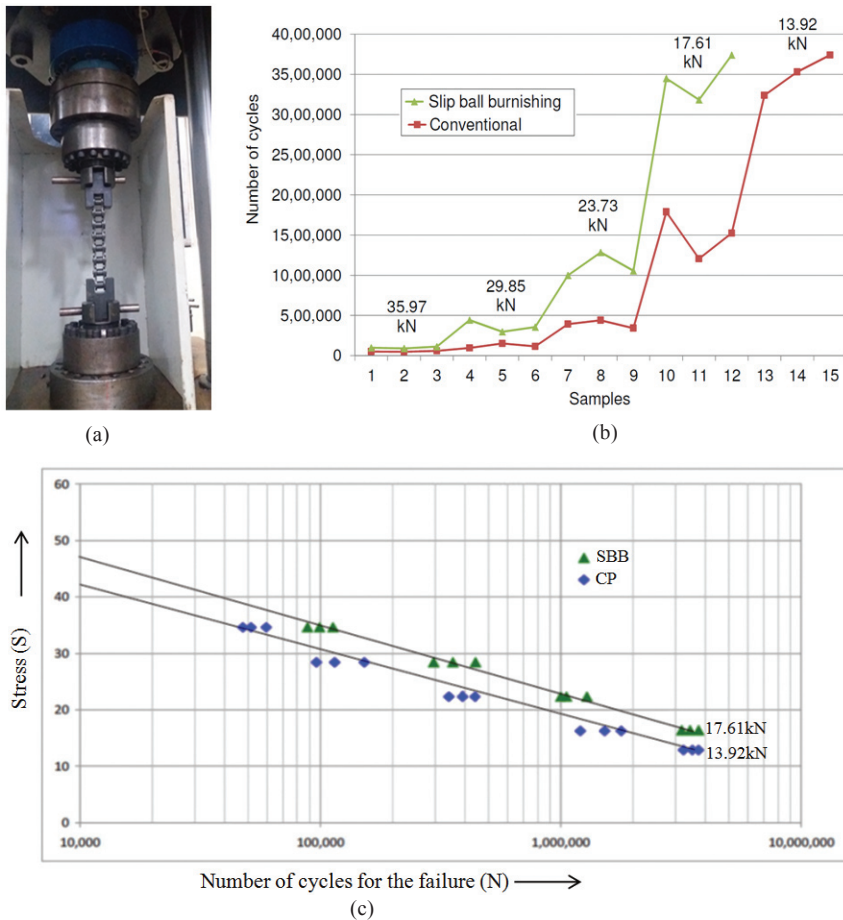 (a)
Number of cycles
40,00,000
35,00,000
30,00,000
25,00,000
20,00,000
15,00,000
10,00,000
5,00,000
0
Slip ball burnishing
Conventional
35.97
kN
29.85
kN
23.73
kN
17.61
kN
13.92
kN
1 2 3 4 5 6 7 8 9 10 11 12 13 14 15
Samples
(b)
Stress (S)
60
50
40
30
20
10
0
SBB
CP
17.61kN
13.92kN
10,000 100,000 1,000,000 10,000,000
Number of cycles for the failure (N)
(c)